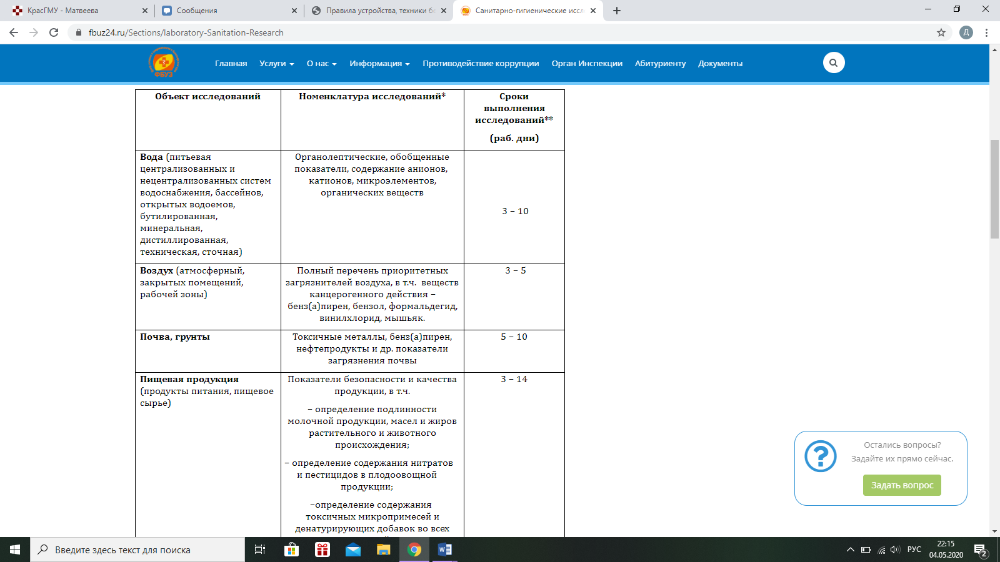 КрасГМУ - Матвеева
Сообщения
Правила устройства, техники бе
Санитарно-гигиенические иссл
fbuz24.ru/Sections/laboratory-Sanitation-Research
Д
ФБУЗ
Главная Услуги О нас Информация Противодействие коррупции Орган Инспекции Абитуриенту Документы
Объект исследований
Номенклатура исследований*
Сроки
выполнения
исследований**
(раб. дни)
Вода (питьевая
централизованных и
нецентрализованных систем
водоснабжения, бассейнов,
открытых водоемов,
бутилированная,
минеральная,
дистиллированная,
техническая, сточная)
Органолептические, обобщенные
показатели, содержание анионов,
катионов, микроэлементов,
органических веществ
3 – 10
Воздух (атмосферный,
закрытых помещений,
рабочей зоны)
Полный перечень приоритетных
загрязнителей воздуха, в т.ч. веществ
канцерогенного действия –
бенз(а)пирен, бензол, формальдегид,
винилхлорид, мышьяк.
3 – 5
Почва, грунты
Токсичные металлы, бенз(а)пирен,
нефтепродукты и др. показатели
загрязнения почвы
5 – 10
Пищевая продукция
(продукты питания, пищевое
сырье)
Показатели безопасности и качества
продукции, в т.ч.
– определение подлинности
молочной продукции, масел и жиров
растительного и животного
происхождения;
– определение содержания нитратов
и пестицидов в плодоовощной
продукции;
–определение содержания
токсичных микропримесей и
денатурирующих добавок во всех
3 – 14
Остались вопросы?
Задайте их прямо сейчас.
Задать вопрос
Введите здесь текст для поиска
РУС
22:15
04.05.2020
2